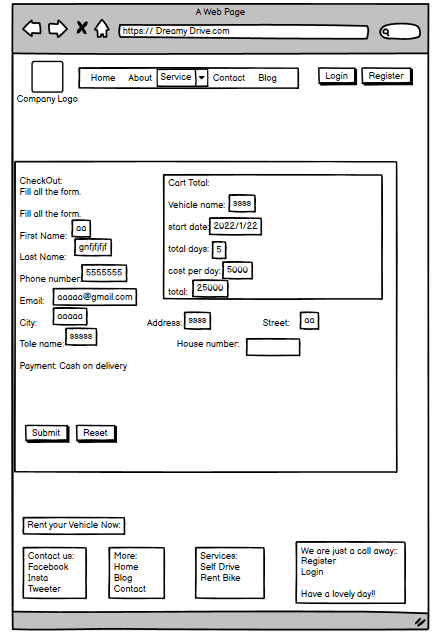 A Web Page
https:// Dreamy Drive.com
Home About Service Contact Blog
Login Register
Company Logo
CheckOut:
Fill all the form.
Fill all the form.
First Name: aa
Last Name: gnfjfjfjf
Phone number: 5555555
Email: aaaaa@gmail.com
City: aaaaa
Address: ssss
Street: aa
Tole name: sssss
House number:
Payment: Cash on delivery
Cart Total:
Vehicle name: ssss
start date: 2022/1/22
total days: 5
cost per day: 5000
total: 25000
Submit Reset
Rent your Vehicle Now:
Contact us:
Facebook
Insta
Tweeter
More:
Home
Blog
Contact
Services:
Self Drive
Rent Bike
We are just a call away::
Register
Login
Have a lovely day!!